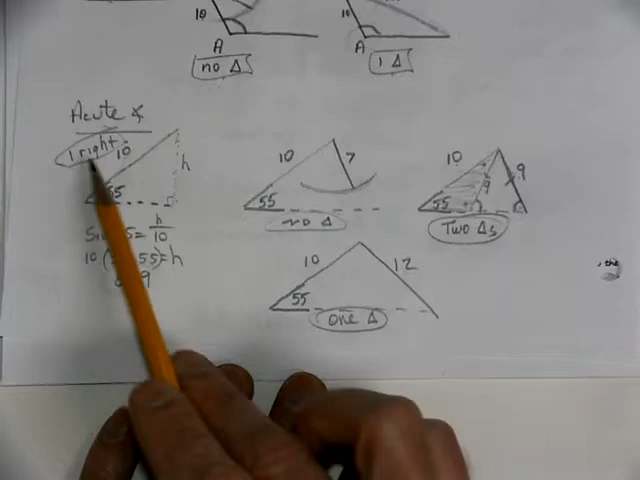 10
10
A
A
no Δ
1 Δ
Acute ∡
1 right
10
h
55
10
7
55
no Δ
10
9
9
55
Two Δs
h
10
10 ( 55) = h
10
12
55
one Δ
, the